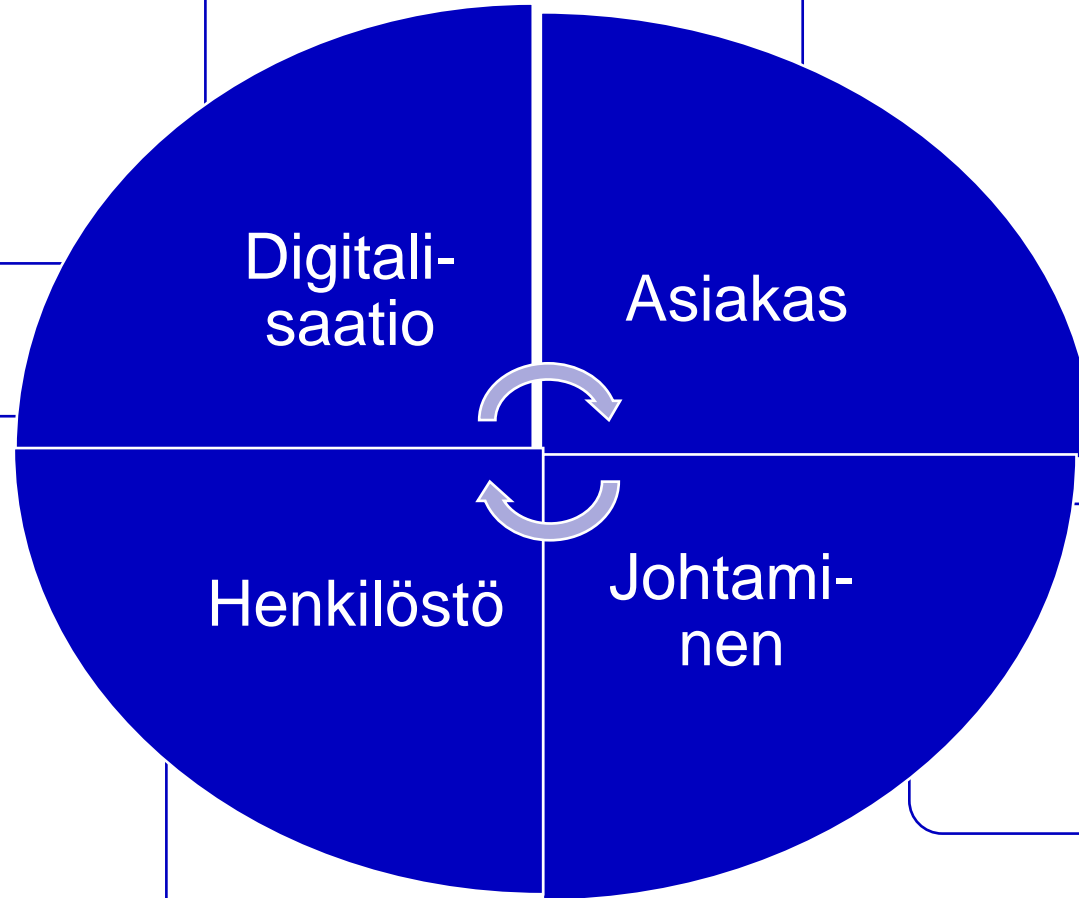 Digitali-
saatio
Asiakas
Henkilöstö
Johtami-
nen